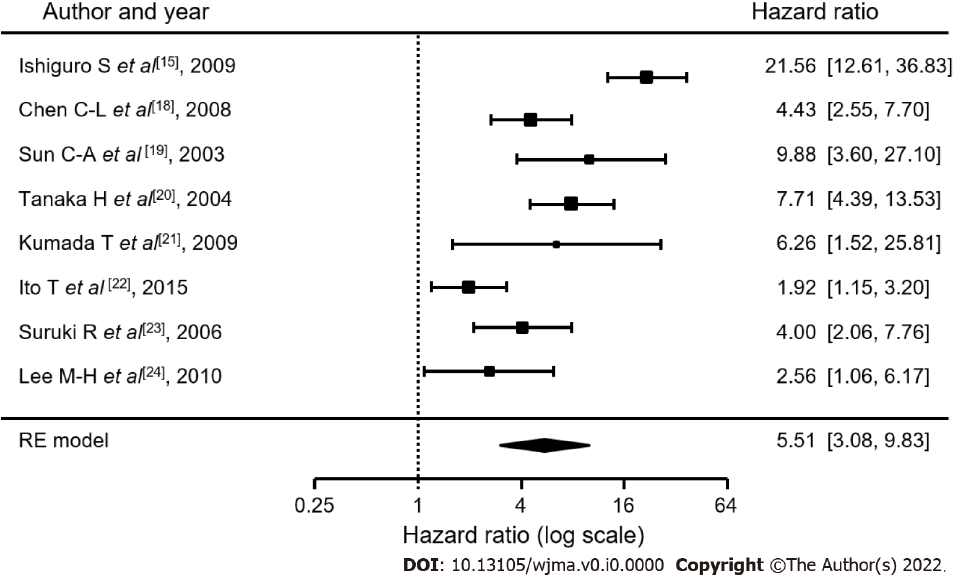 Author and year Hazard ratio
Ishiguro S et al[15], 2009 21.56 [12.61, 36.83]
Chen C-L et al[18], 2008 4.43 [2.55, 7.70]
Sun C-A et al[19], 2003 9.88 [3.60, 27.10]
Tanaka H et al[20], 2004 7.71 [4.39, 13.53]
Kumada T et al[21], 2009 6.26 [1.52, 25.81]
Ito T et al [22], 2015 1.92 [1.15, 3.20]
Suruki R et al[23], 2006 4.00 [2.06, 7.76]
Lee M-H et al[24], 2010 2.56 [1.06, 6.17]
RE model 5.51 [3.08, 9.83]
0.25 1 4 16 64
Hazard ratio (log scale)
DOI: 10.13105/wjma.v0.i0.0000 Copyright ©The Author(s) 2022.